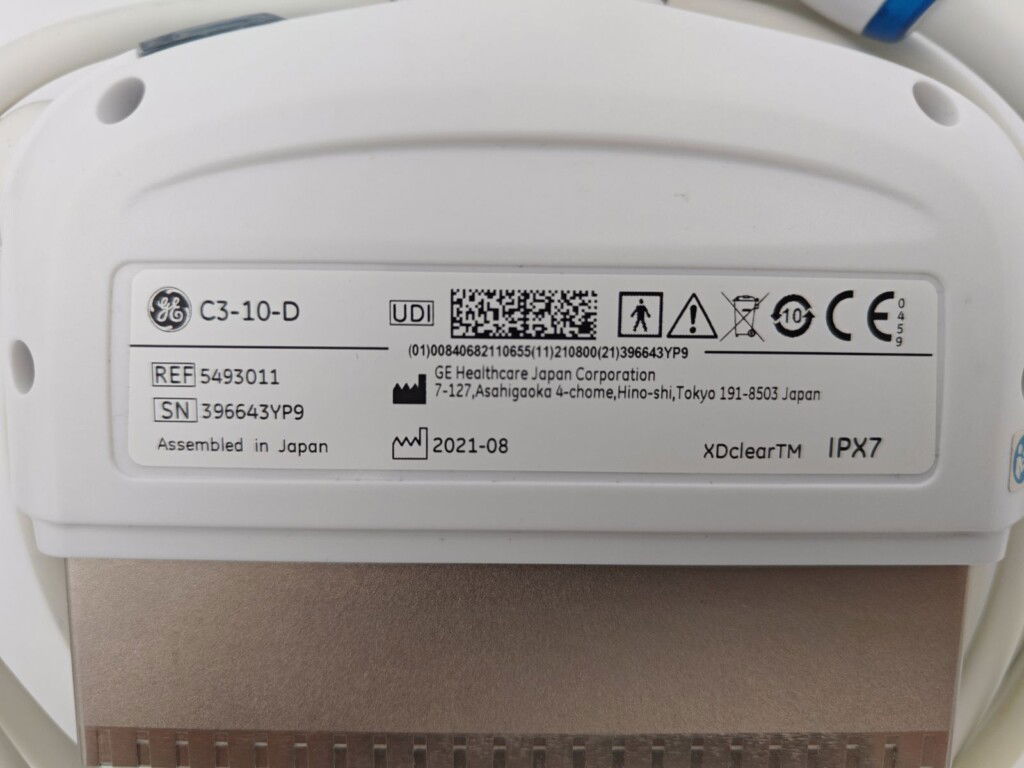 GE C3-10-D
UDI
10
CE 0459
(01)00840682110655(11)210800(21)396643YP9
REF 5493011
GE Healthcare Japan Corporation
7-127,Asahigaoka 4-chome,Hino-shi,Tokyo 191-8503 Japan
SN 396643YP9
Assembled in Japan
2021-08
XDclearTM
IPX7